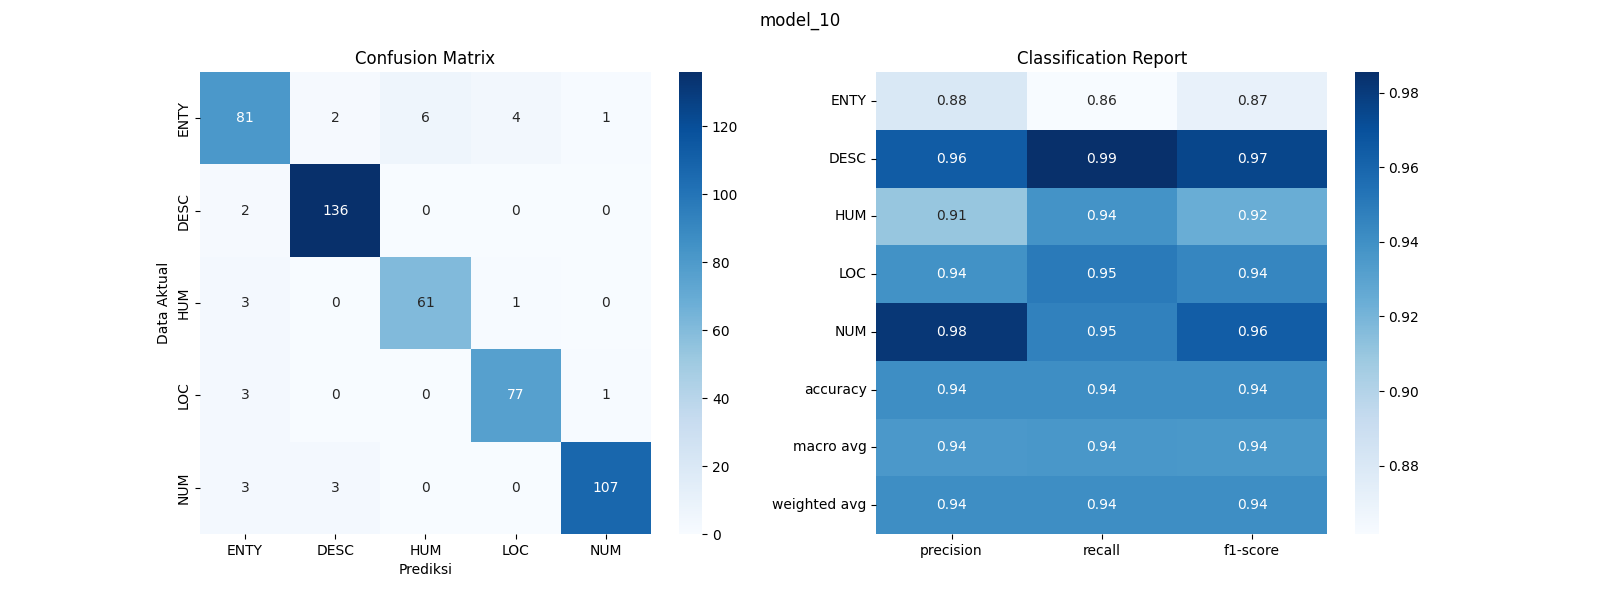 model_10
Confusion Matrix
Data Aktual
ENTY 81 2 6 4 1
DESC 2 136 0 0 0
HUM 3 0 61 1 0
LOC 3 0 0 77 1
NUM 3 3 0 0 107
ENTY DESC HUM LOC NUM
Prediksi
120
100
80
60
40
20
0
Classification Report
ENTY 0.88 0.86 0.87
DESC 0.96 0.99 0.97
HUM 0.91 0.94 0.92
LOC 0.94 0.95 0.94
NUM 0.98 0.95 0.96
accuracy 0.94 0.94 0.94
macro avg 0.94 0.94 0.94
weighted avg 0.94 0.94 0.94
precision recall f1-score
0.98
0.96
0.94
0.92
0.90
0.88